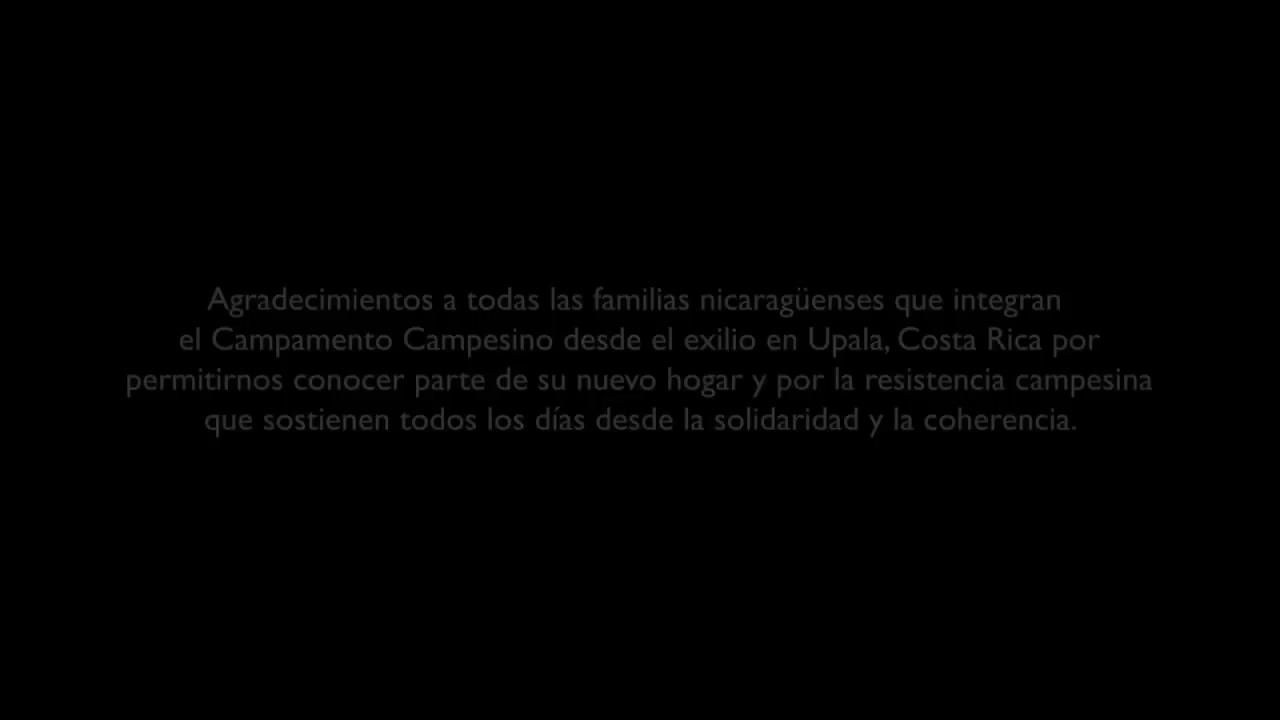 Agradecimientos a todas las familias nicaragüenses que integran
el Campamento Campesino desde el exilio en Upala, Costa Rica por
permitirnos conocer parte de su nuevo hogar y por la resistencia campesina
que sostienen todos los días desde la solidaridad y la coherencia.